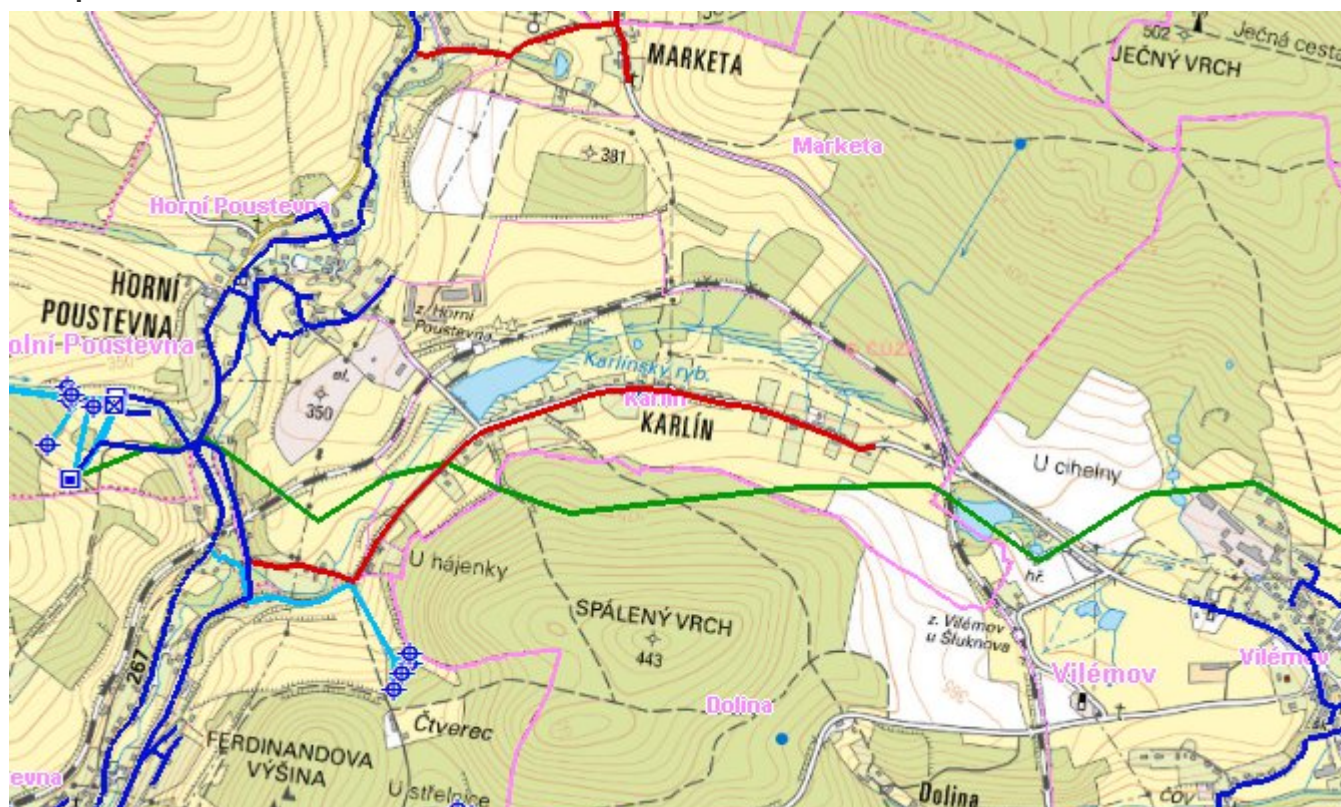 502
Ječná cesta
JEČNÝ VRCH
MARKETA
Marketa
381
Horní Poustevna
HORNÍ
POUSTEVNA
olní Poustevna
350
z. Horní
Poustevna
el.
350
Karlínský ryb.
Karlín
KARLÍN
U cihelny
U hájenky
SPÁLENÝ VRCH
443
hř.
z. Vilémov
u Šluknova
Vilémov
Vilémov
365
267
Dolina
Čtverec
FERDINANDOVA
VÝŠINA
U střelnice
evna
Dolina
ČOV